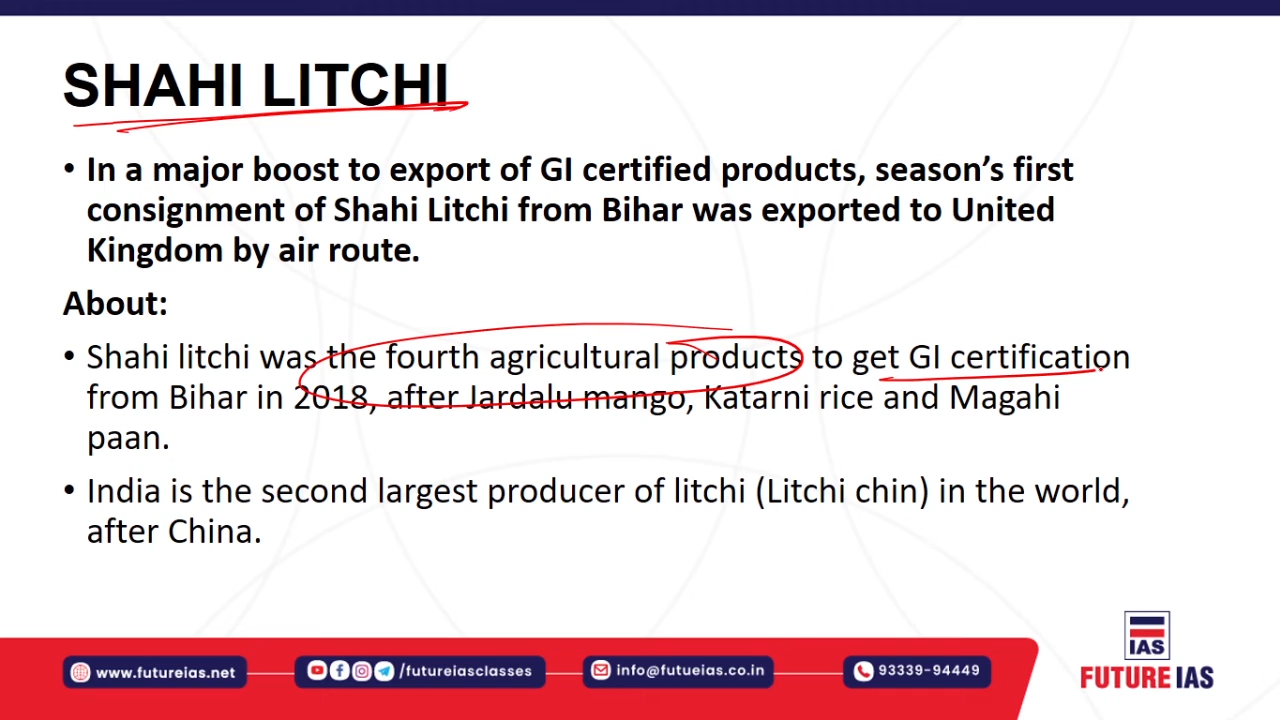 SHAHI LITCHI
• In a major boost to export of GI certified products, season’s first
consignment of Shahi Litchi from Bihar was exported to United
Kingdom by air route.
About:
• Shahi litchi was the fourth agricultural products to get GI certification
from Bihar in 2018, after Jardalu mango, Katarni rice and Magahi
paan.
• India is the second largest producer of litchi (Litchi chin) in the world,
after China.
IAS
FUTURE IAS
www.futureias.net
/futureiasclasses
info@futueias.co.in
93339-94449